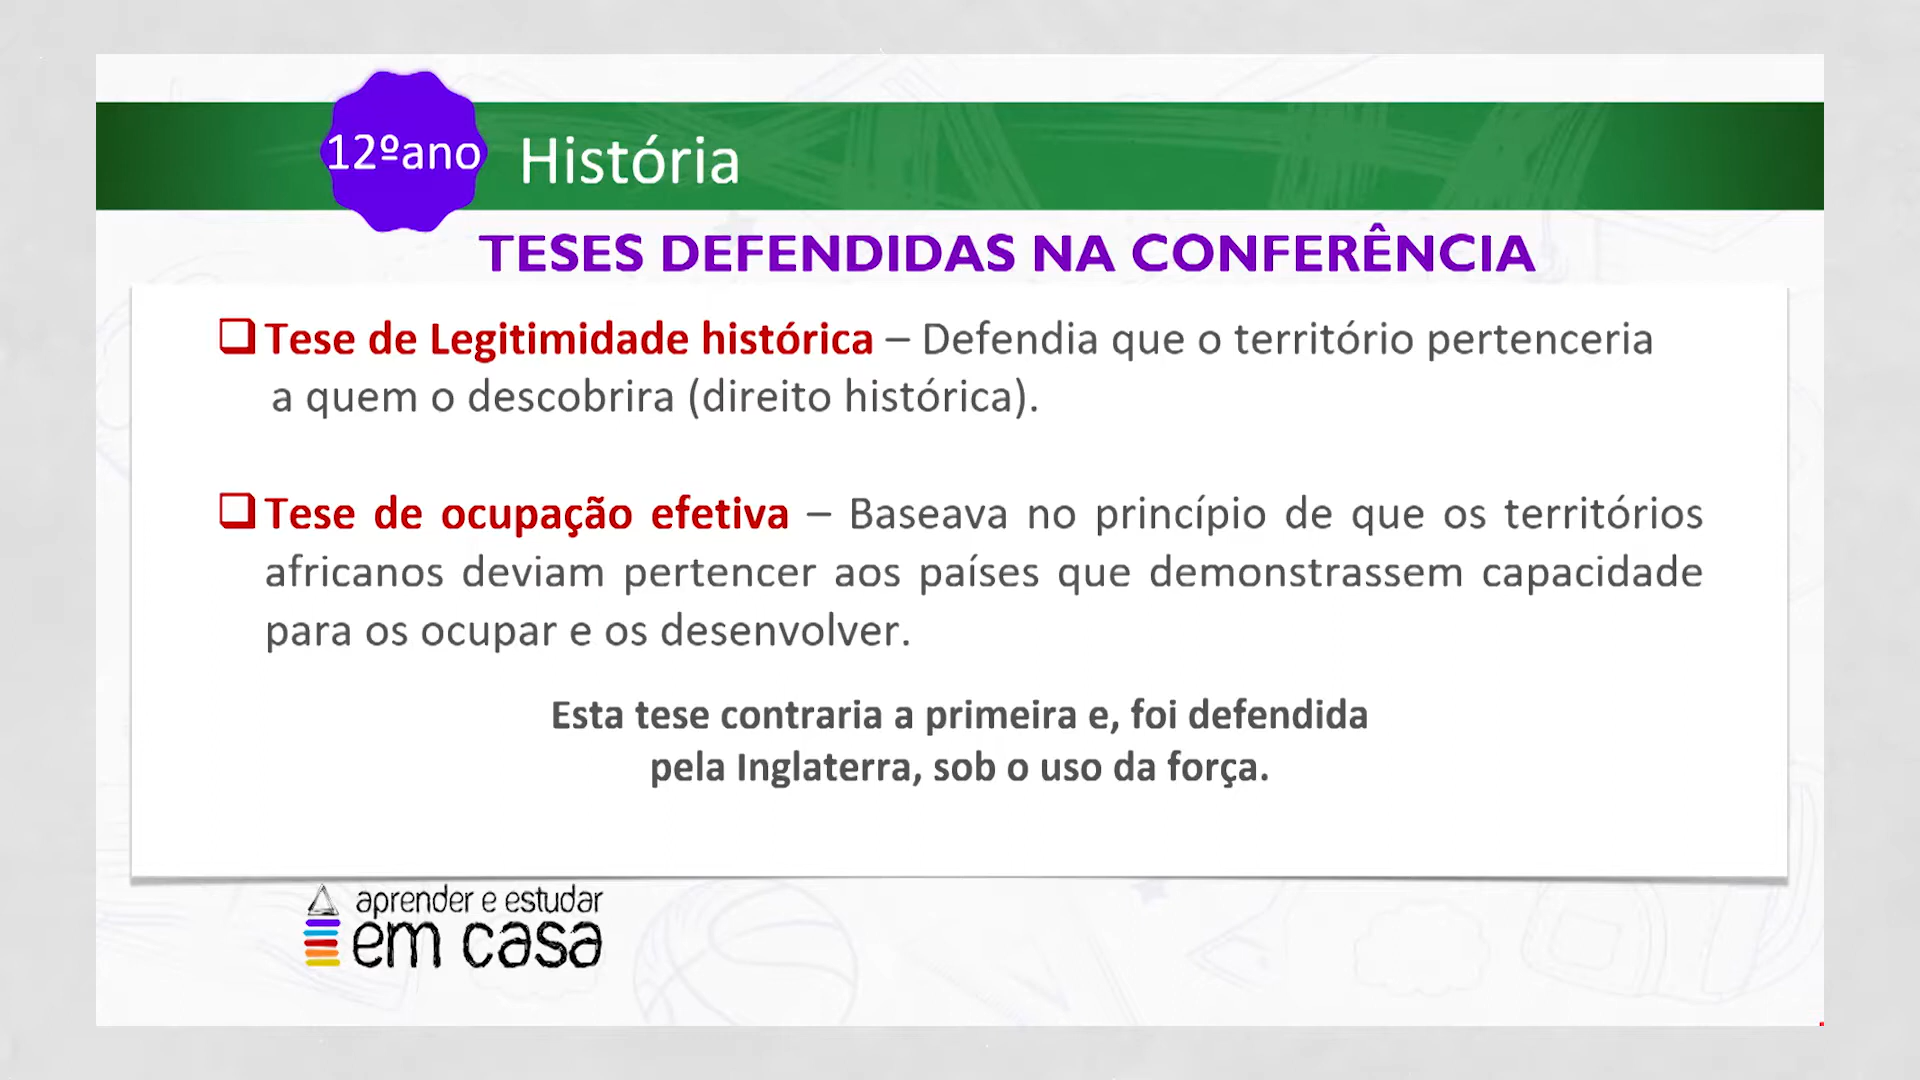 12ºano
História
TESES DEFENDIDAS NA CONFERÊNCIA
Tese de Legitimidade histórica – Defendia que o território pertenceria
a quem o descobrira (direito histórica).
Tese de ocupação efetiva – Baseava no princípio de que os territórios
africanos deviam pertencer aos países que demonstrassem capacidade
para os ocupar e os desenvolver.
Esta tese contraria a primeira e, foi defendida
pela Inglaterra, sob o uso da força.
aprender e estudar
em casa